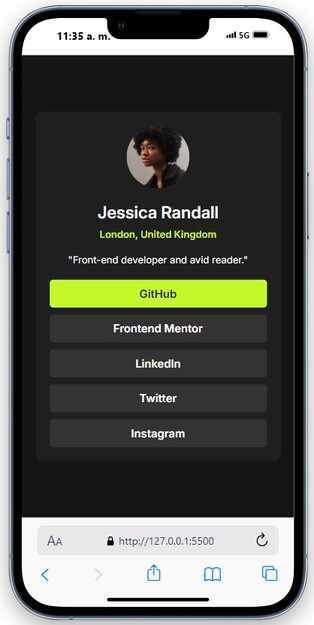 11:35 a. m.
5G
Jessica Randall
London, United Kingdom
"Front-end developer and avid reader."
GitHub
Frontend Mentor
LinkedIn
Twitter
Instagram
AA http://127.0.0.1:5500